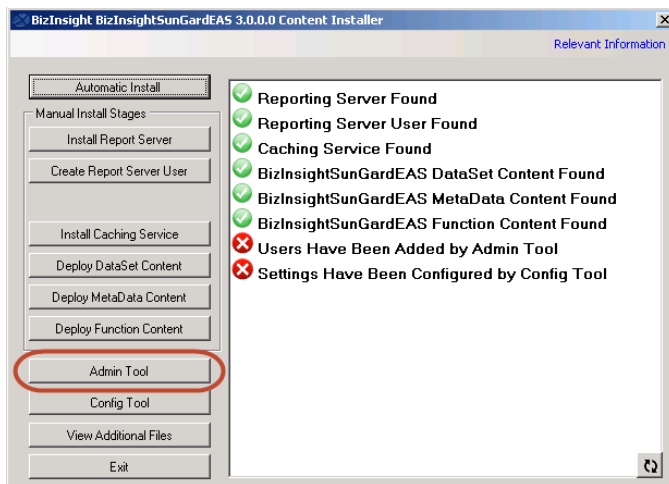 BizInsight BizInsightSunGardEAS 3.0.0.0 Content Installer
Relevant Information
Automatic Install
Manual Install Stages
Install Report Server
Create Report Server User
Install Caching Service
Deploy DataSet Content
Deploy MetaData Content
Deploy Function Content
Admin Tool
Config Tool
View Additional Files
Exit
Reporting Server Found
Reporting Server User Found
Caching Service Found
BizInsightSunGardEAS DataSet Content Found
BizInsightSunGardEAS MetaData Content Found
BizInsightSunGardEAS Function Content Found
Users Have Been Added by Admin Tool
Settings Have Been Configured by Config Tool